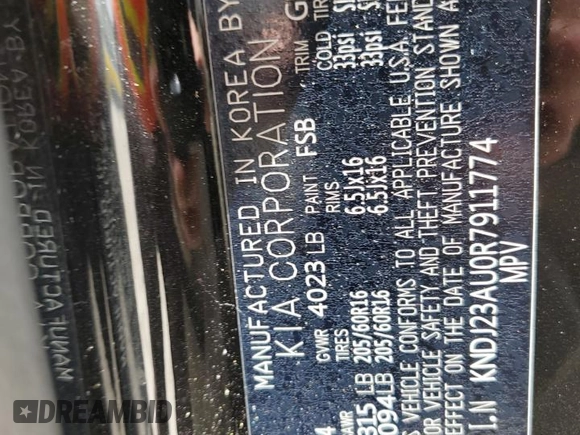 MANUFACTURED IN KOREA BY
KIA CORPORATION
GVWR 4023 LB PAINT FSB TRIM G
TIRES RIMS COLD TIR
315 LB 205/60R16 6.5Jx16 33psi
094LB 205/60R16 6.5Jx16 33psi
VEHICLE CONFORMS TO ALL APPLICABLE U.S.A. FE
OR VEHICLE SAFETY AND THEFT PREVENTION STAND
EFFECT ON THE DATE OF MANUFACTURE SHOWN A
I.N KNDJ23AU0R7911774
MPV
DREAMBID